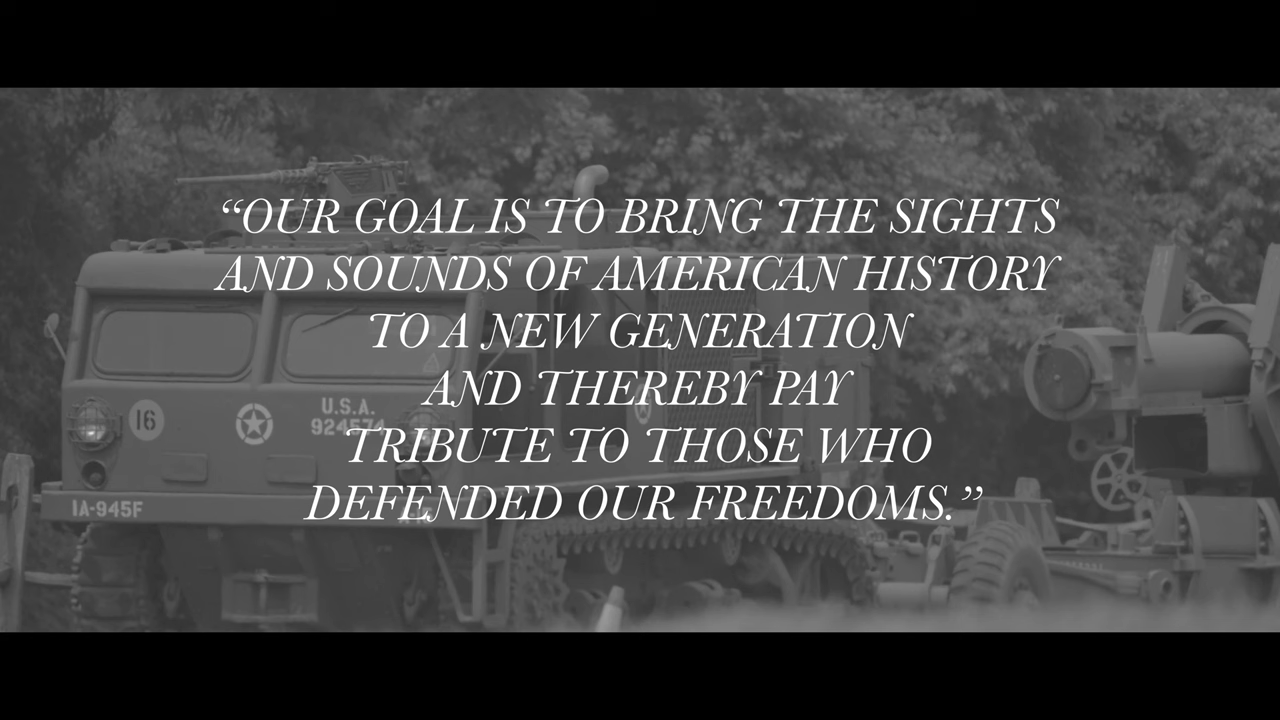 “OUR GOAL IS TO BRING THE SIGHTS
AND SOUNDS OF AMERICAN HISTORY
TO A NEW GENERATION
AND THEREBY PAY
TRIBUTE TO THOSE WHO
DEFENDED OUR FREEDOMS.”
16
U.S.A.
IA-945F